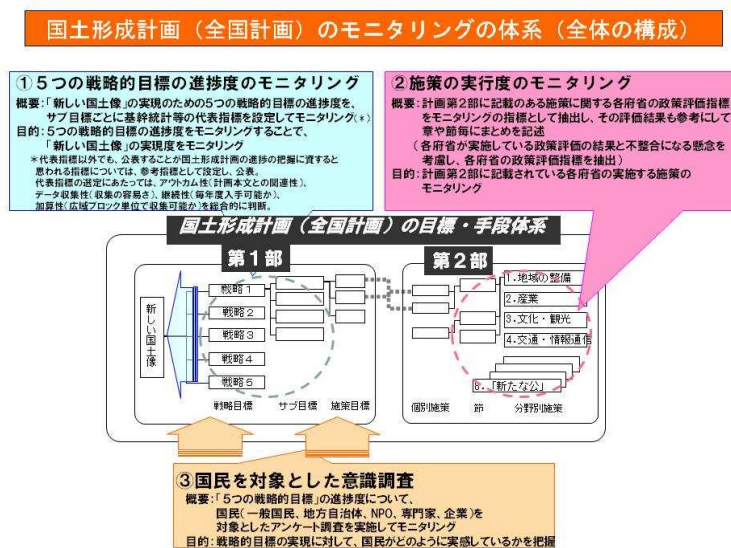 国土形成計画（全国計画）のモニタリングの体系（全体の構成）
①５つの戦略的目標の進捗度のモニタリング
概要：「新しい国土像」の実現のための5つの戦略的目標の進捗度を、
サブ目標ごとに基幹統計等の代表指標を設定してモニタリング(＊)
目的：５つの戦略的目標の進捗度をモニタリングすることで、
「新しい国土像」の実現度をモニタリング
＊代表指標以外でも、公表することが国土形成計画の進捗の把握に資すると
思われる指標については、参考指標として設定し、公表。
代表指標の選定にあたっては、アウトカム性(計画本文との関連性)、
データ収集性(収集の容易さ)、継続性(毎年度入手可能か)、
加算性(広域ブロック単位で収集可能か)を総合的に判断。
②施策の実行度のモニタリング
概要：計画第2部に記載のある施策に関する各府省の政策評価指標
をモニタリングの指標として抽出し、その評価結果も参考にして
章や節毎にまとめを記述
（各府省が実施している政策評価の結果と不整合になる懸念を
考慮し、各府省の政策評価指標を抽出）
目的：計画第2部に記載されている各府省の実施する施策の
モニタリング
国土形成計画（全国計画）の目標・手段体系
第１部
新しい国土像
戦略１
戦略２
戦略３
戦略４
戦略５
戦略目標
サブ目標
施策目標
第２部
１.地域の整備
２.産業
３.文化・観光
４.交通・情報通信
８.「新たな公」
個別施策
節
分野別施策
③国民を対象とした意識調査
概要：「５つの戦略的目標」の進捗度について、
国民(一般国民、地方自治体、NPO、専門家、企業)を
対象としたアンケート調査を実施してモニタリング
目的：戦略的目標の実現に対して、国民がどのように実感しているかを把握